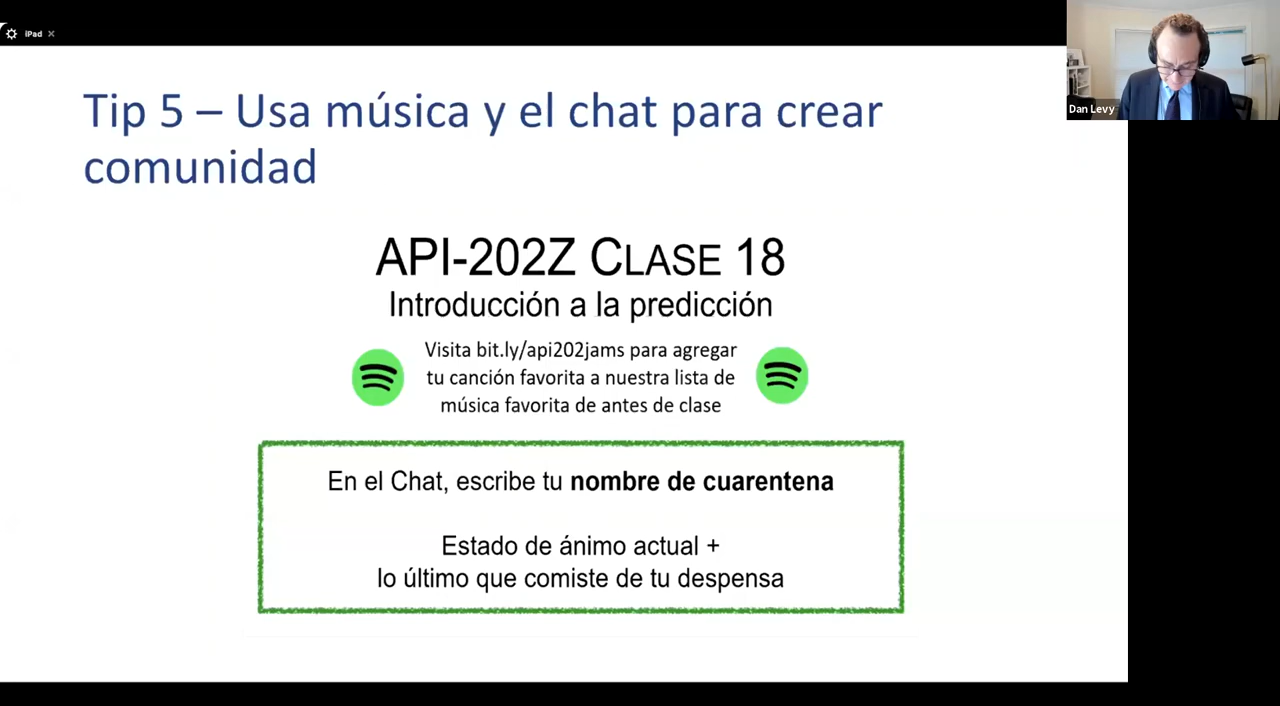 iPad
Dan Levy
Tip 5 – Usa música y el chat para crear
comunidad
API-202Z CLASE 18
Introducción a la predicción
Visita bit.ly/api202jams para agregar
tu canción favorita a nuestra lista de
música favorita de antes de clase
En el Chat, escribe tu nombre de cuarentena
Estado de ánimo actual +
lo último que comiste de tu despensa